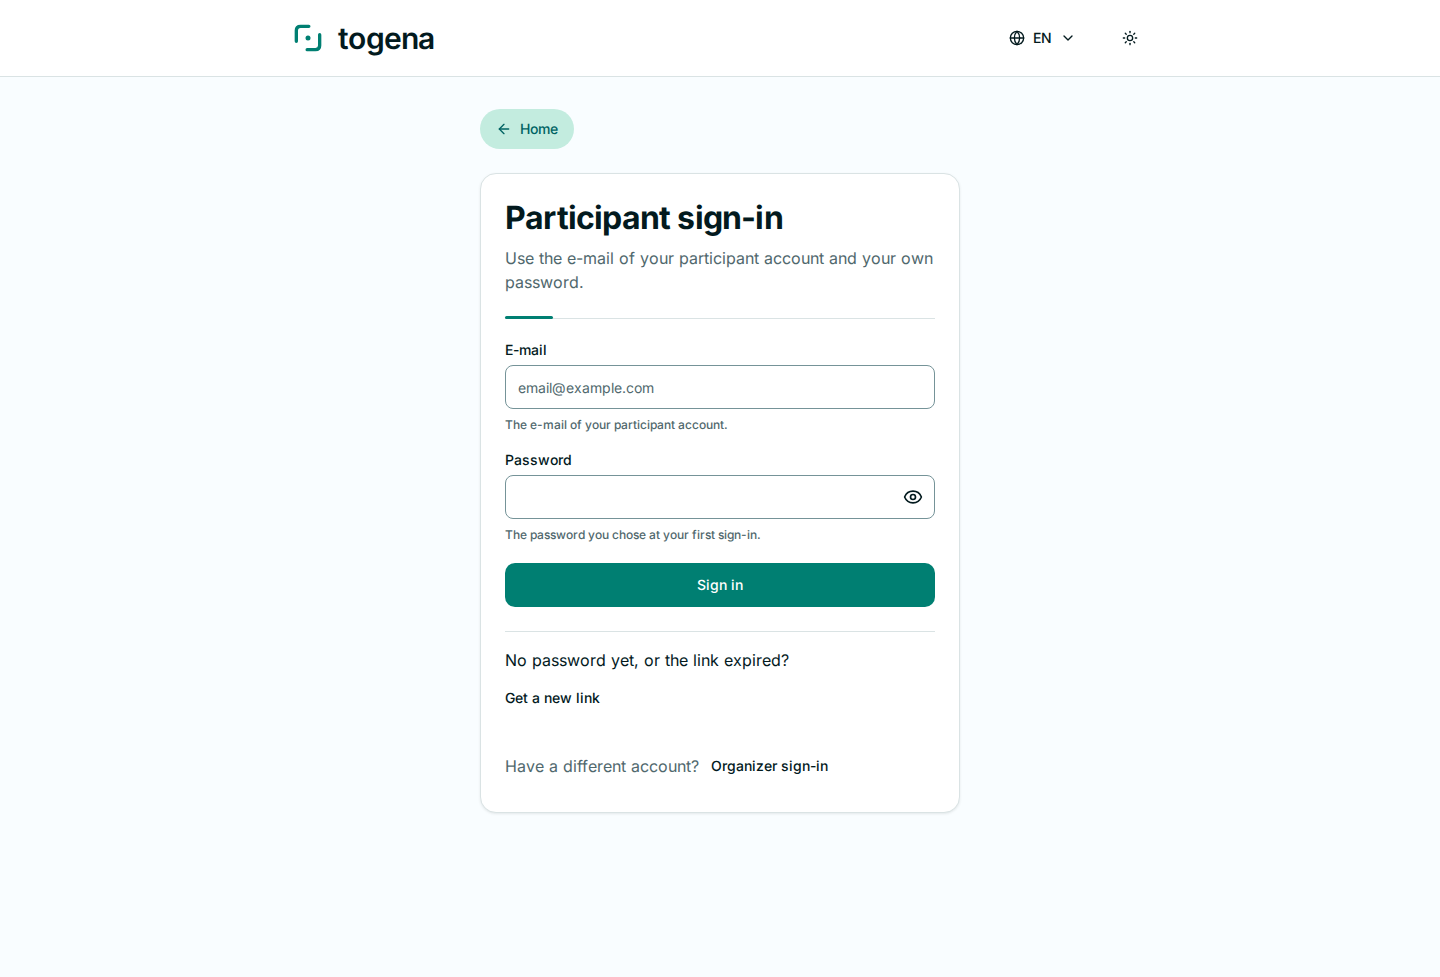 togena
EN
Home
Participant sign-in
Use the e-mail of your participant account and your own
password.
E-mail
email@example.com
The e-mail of your participant account.
Password
The password you chose at your first sign-in.
Sign in
No password yet, or the link expired?
Get a new link
Have a different account? Organizer sign-in